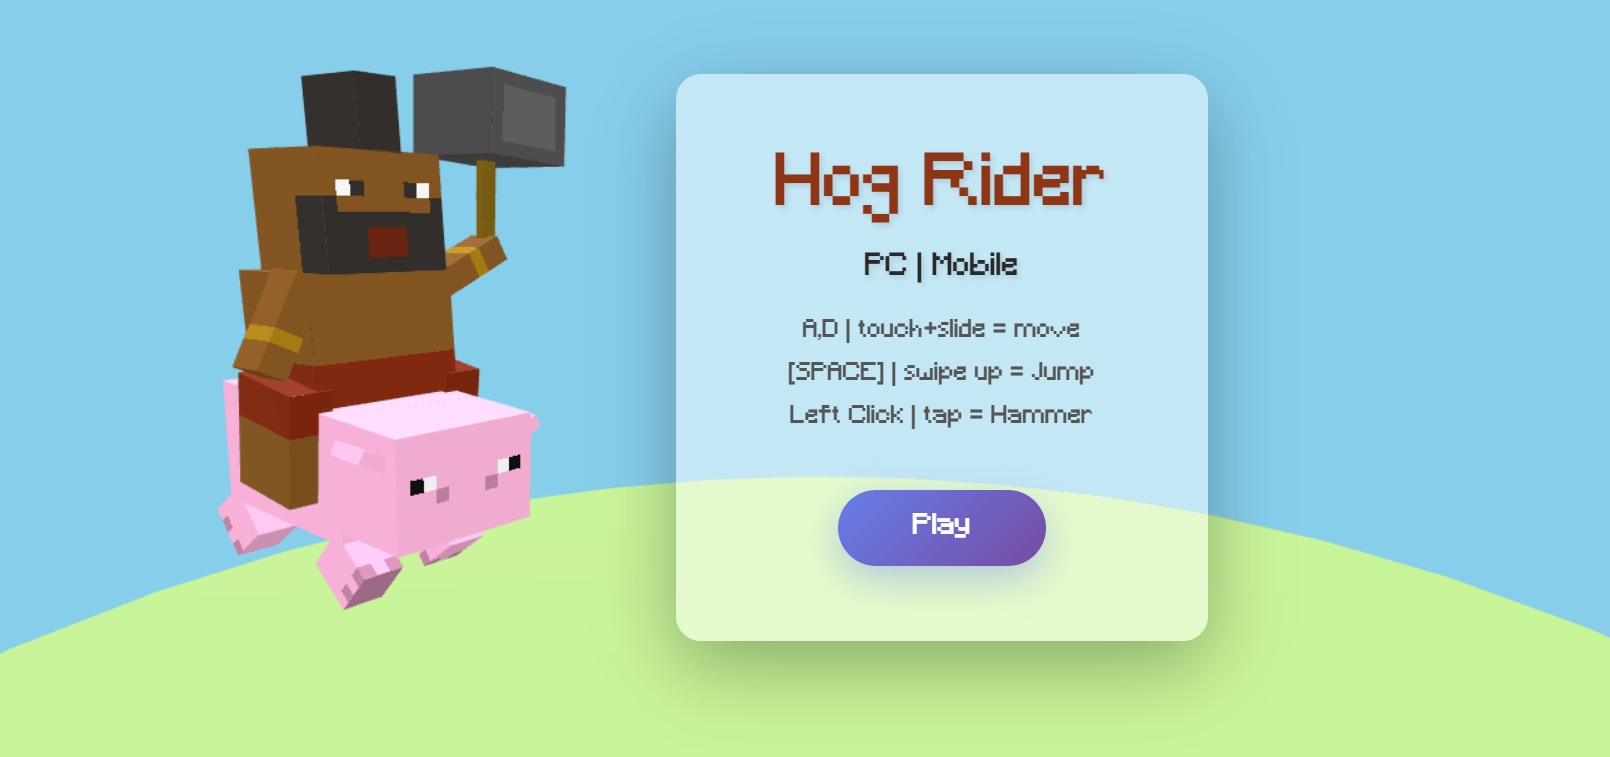 Hog Rider
PC | Mobile
A,D | touch+slide = move
[SPACE] | swipe up = Jump
Left Click | tap = Hammer
Play